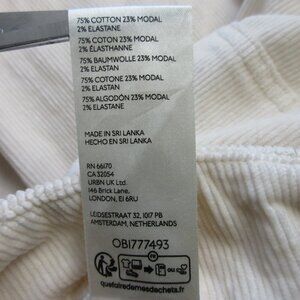 75% COTTON 23% MODAL
2% ELASTANE
75% COTON 23% MODAL
2% ÉLASTHANNE
75% BAUMWOLLE 23% MODAL
2% ELASTAN
75% COTONE 23% MODAL
2% ELASTAN
75% ALGODÓN 23% MODAL
2% ELASTANO
MADE IN SRI LANKA
HECHO EN SRI LANKA
RN 66170
CA 32054
URBN UK Ltd.
146 Brick Lane,
LONDON, E1 6RU
LEIDSESTRAAT 32, 1017 PB
AMSTERDAM, NETHERLANDS
OB1777493
FR
OU
quefairedemesdechets.fr